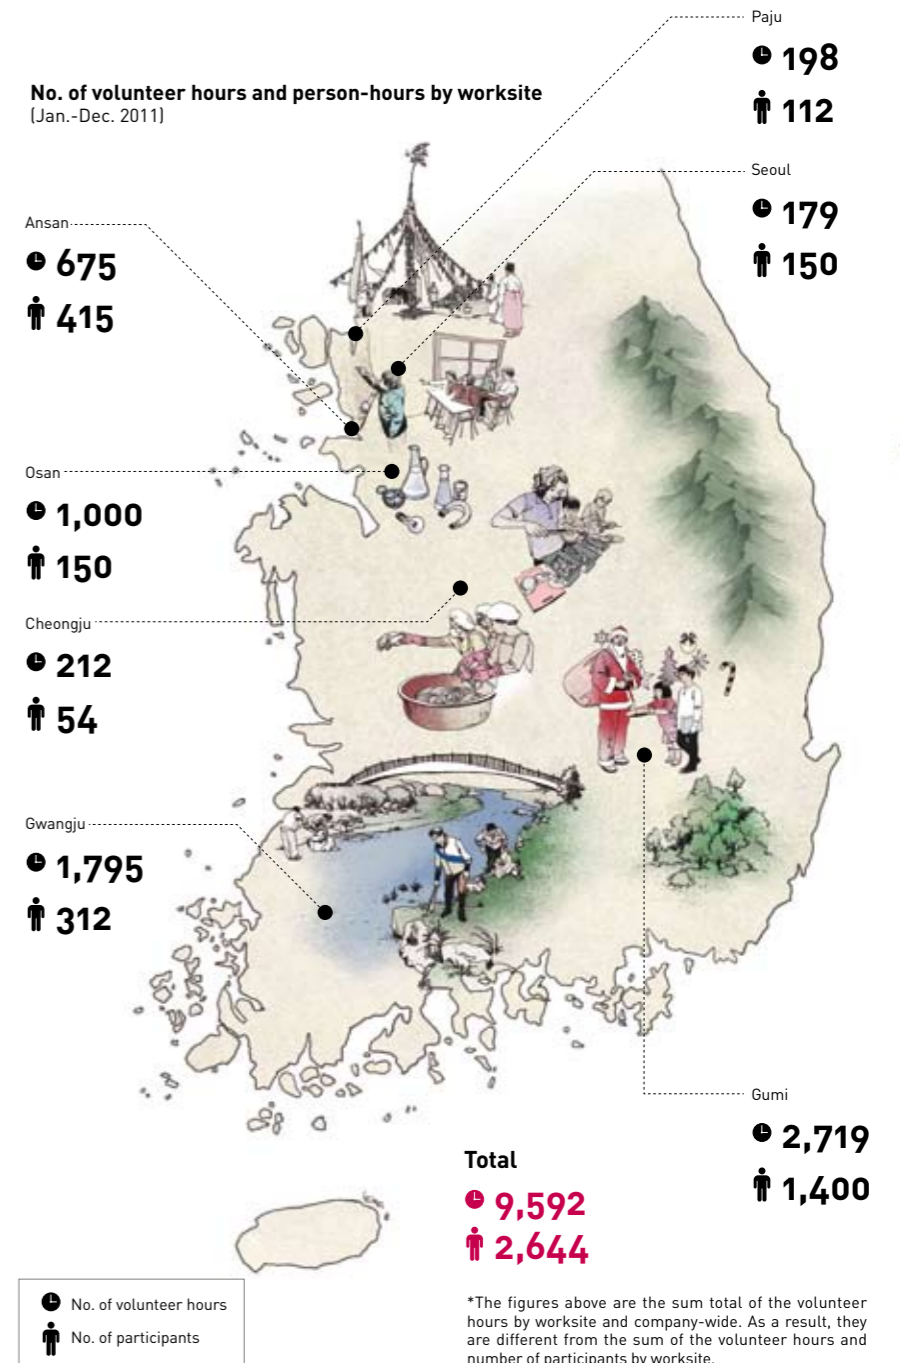 No. of volunteer hours and person-hours by worksite
(Jan.-Dec. 2011)
Paju
198
112
Seoul
179
150
Ansan
675
415
Osan
1,000
150
Cheongju
212
54
Gwangju
1,795
312
Gumi
2,719
1,400
Total
9,592
2,644
No. of volunteer hours
No. of participants
*The figures above are the sum total of the volunteer
hours by worksite and company-wide. As a result, they
are different from the sum of the volunteer hours and
number of participants by worksite.